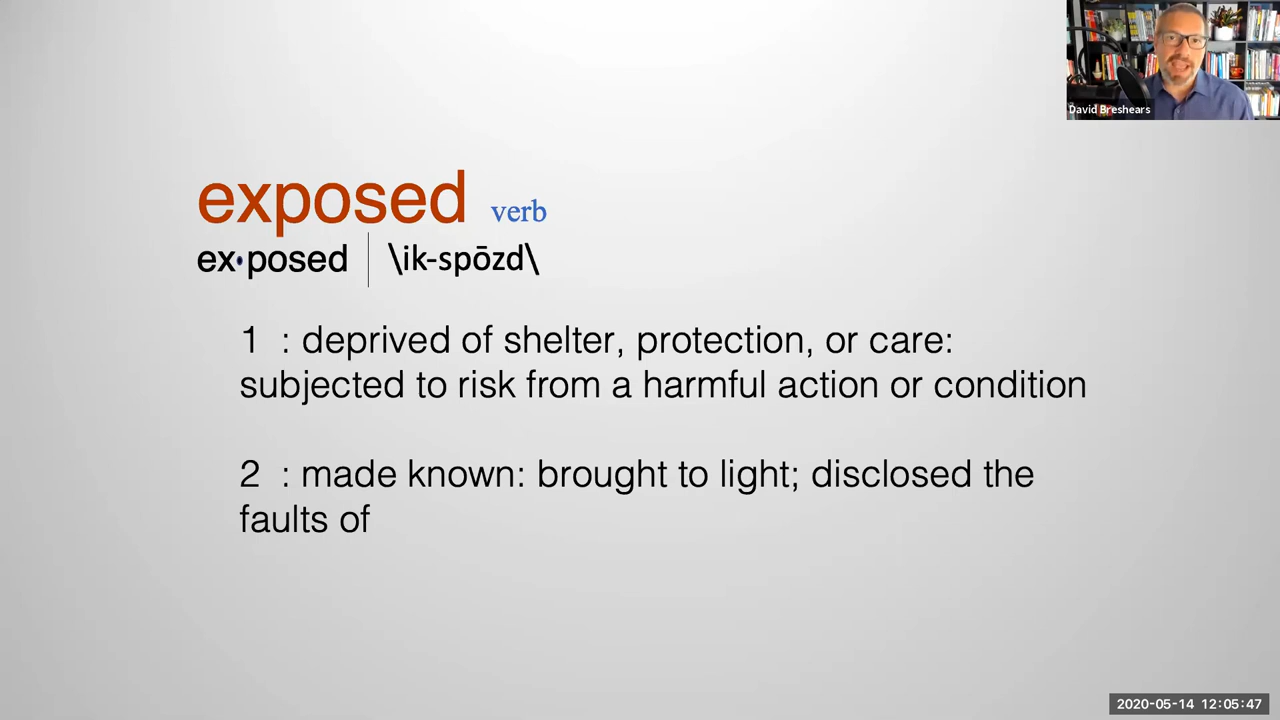 David Breshears
exposed verb
ex•posed | \ik-spōzd\
1 : deprived of shelter, protection, or care:
subjected to risk from a harmful action or condition
2 : made known: brought to light; disclosed the
faults of
2020-05-14 12:05:47